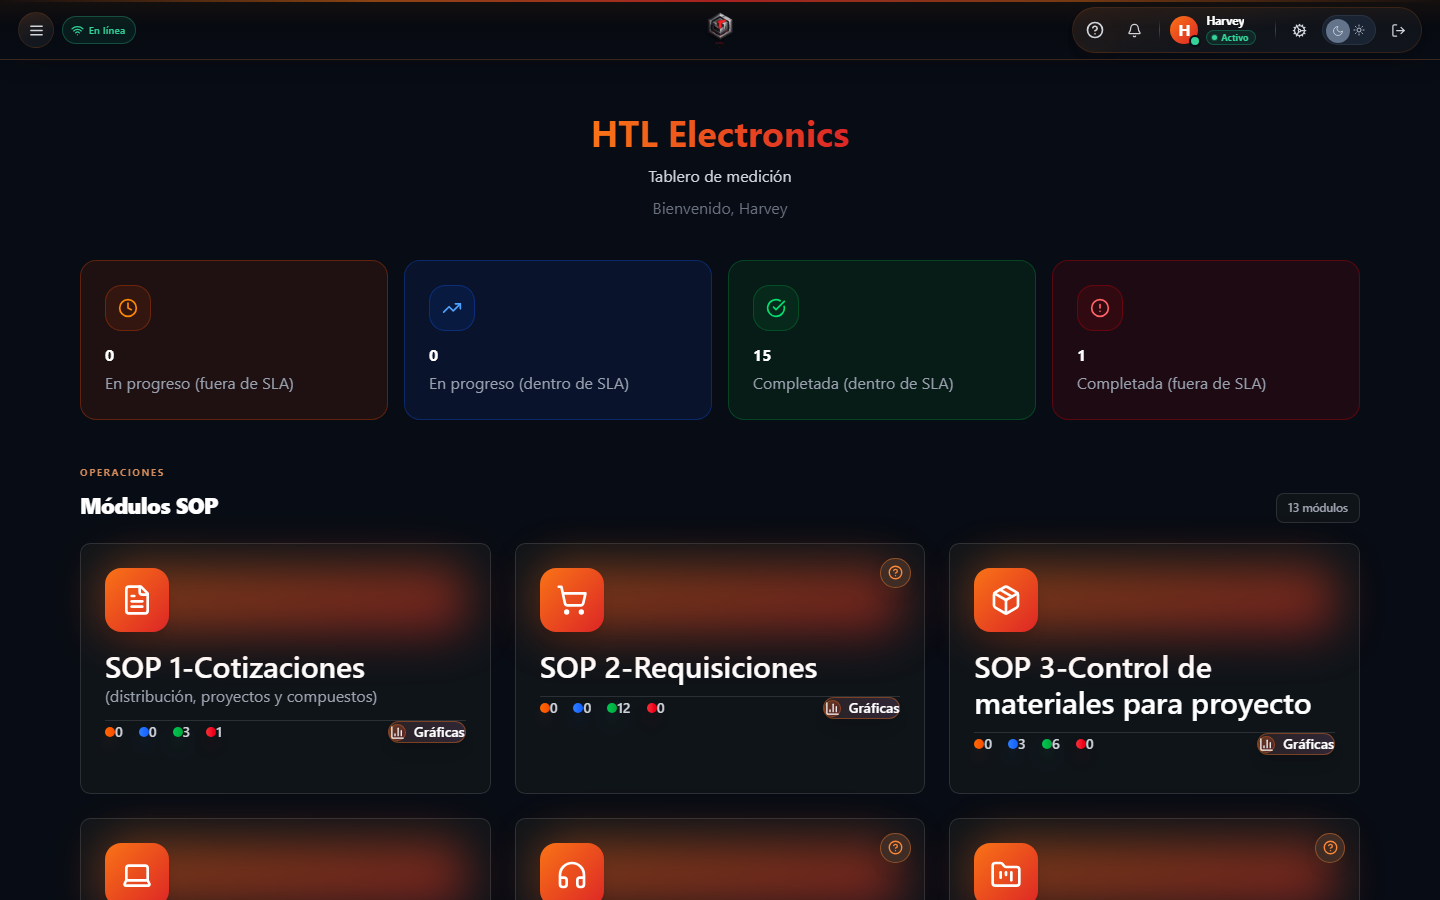 En línea
H
Harvey
Activo
HTL Electronics
Tablero de medición
Bienvenido, Harvey
0
En progreso (fuera de SLA)
0
En progreso (dentro de SLA)
15
Completada (dentro de SLA)
1
Completada (fuera de SLA)
OPERACIONES
Módulos SOP
13 módulos
SOP 1-Cotizaciones
(distribución, proyectos y compuestos)
0 0 3 1 Gráficas
SOP 2-Requisiciones
0 0 12 0 Gráficas
SOP 3-Control de
materiales para proyecto
0 3 6 0 Gráficas